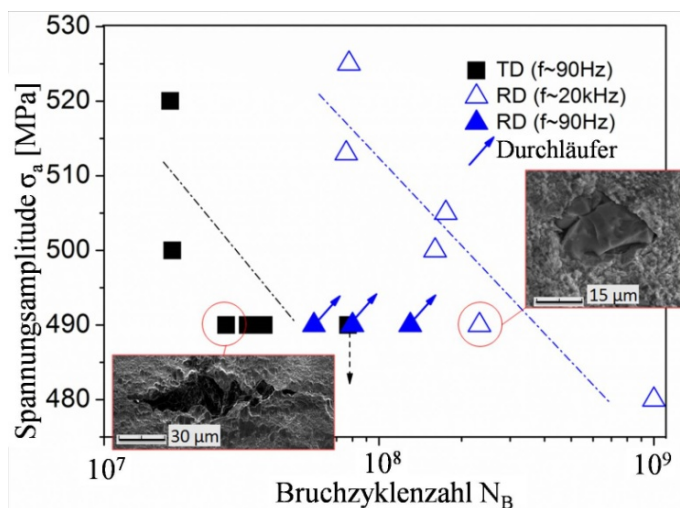 530
520
510
500
490
480
Spannungsamplitude σa [MPa]
TD (f~90Hz)
RD (f~20kHz)
RD (f~90Hz)
Durchläufer
15 µm
30 µm
10⁷
10⁸
10⁹
Bruchzyklenzahl NB